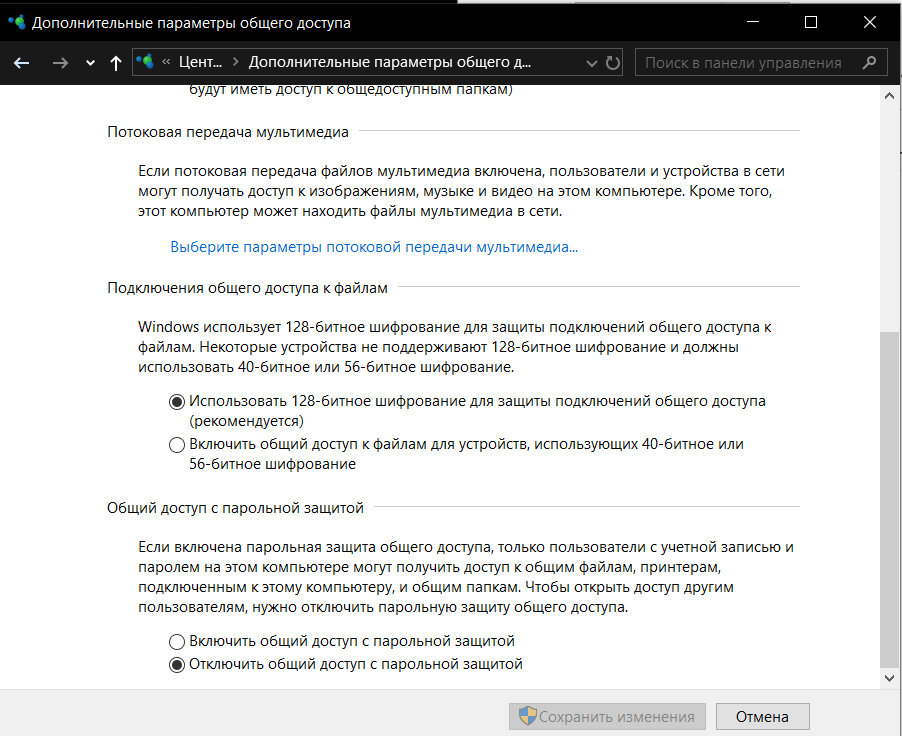 Дополнительные параметры общего доступа
« Цент... > Дополнительные параметры общего д...
Поиск в панели управления
будут иметь доступ к общедоступным папкам)
Потоковая передача мультимедиа
Если потоковая передача файлов мультимедиа включена, пользователи и устройства в сети
могут получать доступ к изображениям, музыке и видео на этом компьютере. Кроме того,
этот компьютер может находить файлы мультимедиа в сети.
Выберите параметры потоковой передачи мультимедиа...
Подключения общего доступа к файлам
Windows использует 128-битное шифрование для защиты подключений общего доступа к
файлам. Некоторые устройства не поддерживают 128-битное шифрование и должны
использовать 40-битное или 56-битное шифрование.
Использовать 128-битное шифрование для защиты подключений общего доступа
(рекомендуется)
Включить общий доступ к файлам для устройств, использующих 40-битное или
56-битное шифрование
Общий доступ с парольной защитой
Если включена парольная защита общего доступа, только пользователи с учетной записью и
паролем на этом компьютере могут получить доступ к общим файлам, принтерам,
подключенным к этому компьютеру, и общим папкам. Чтобы открыть доступ другим
пользователям, нужно отключить парольную защиту общего доступа.
Включить общий доступ с парольной защитой
Отключить общий доступ с парольной защитой
Сохранить изменения
Отмена